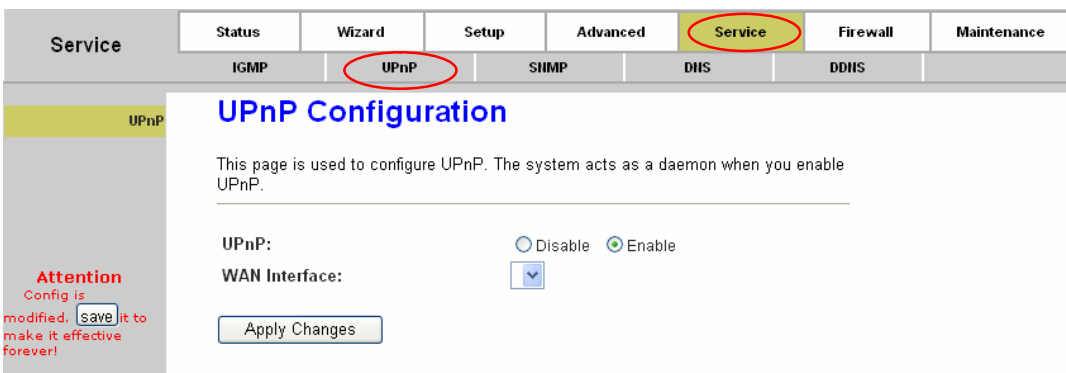 Service
Status Wizard Setup Advanced Service Firewall Maintenance
IGMP UPnP SNMP DNS DDNS
UPnP
UPnP Configuration
This page is used to configure UPnP. The system acts as a daemon when you enable
UPnP.
UPnP: Disable Enable
WAN Interface:
Apply Changes
Attention
Config is
modified. save it to
make it effective
forever!